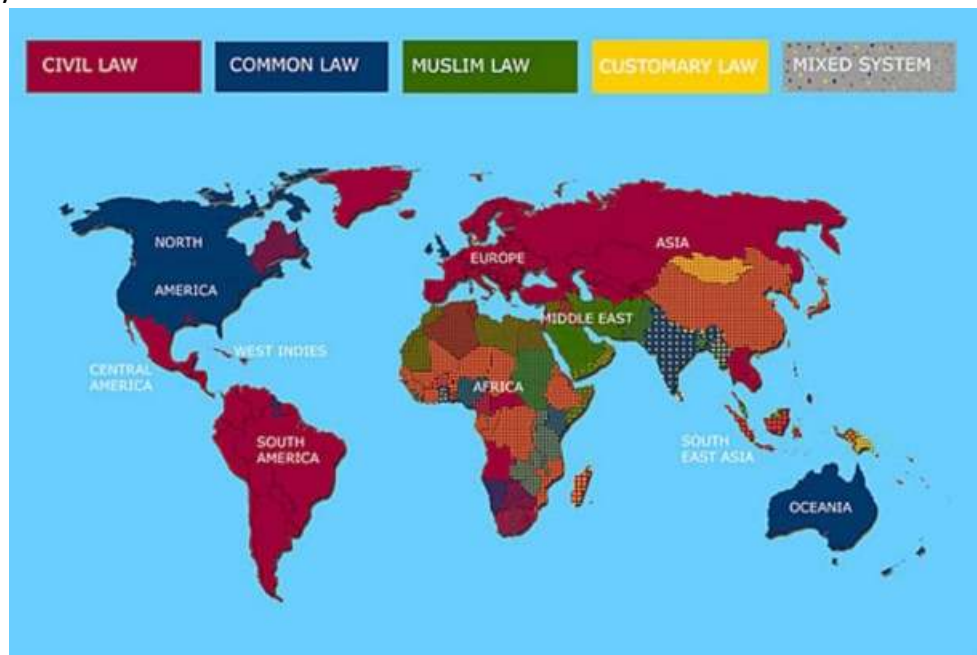 CIVIL LAW
COMMON LAW
MUSLIM LAW
CUSTOMARY LAW
MIXED SYSTEM
NORTH
AMERICA
EUROPE
ASIA
MIDDLE EAST
WEST INDIES
CENTRAL
AMERICA
AFRICA
SOUTH
AMERICA
SOUTH
EAST ASIA
OCEANIA